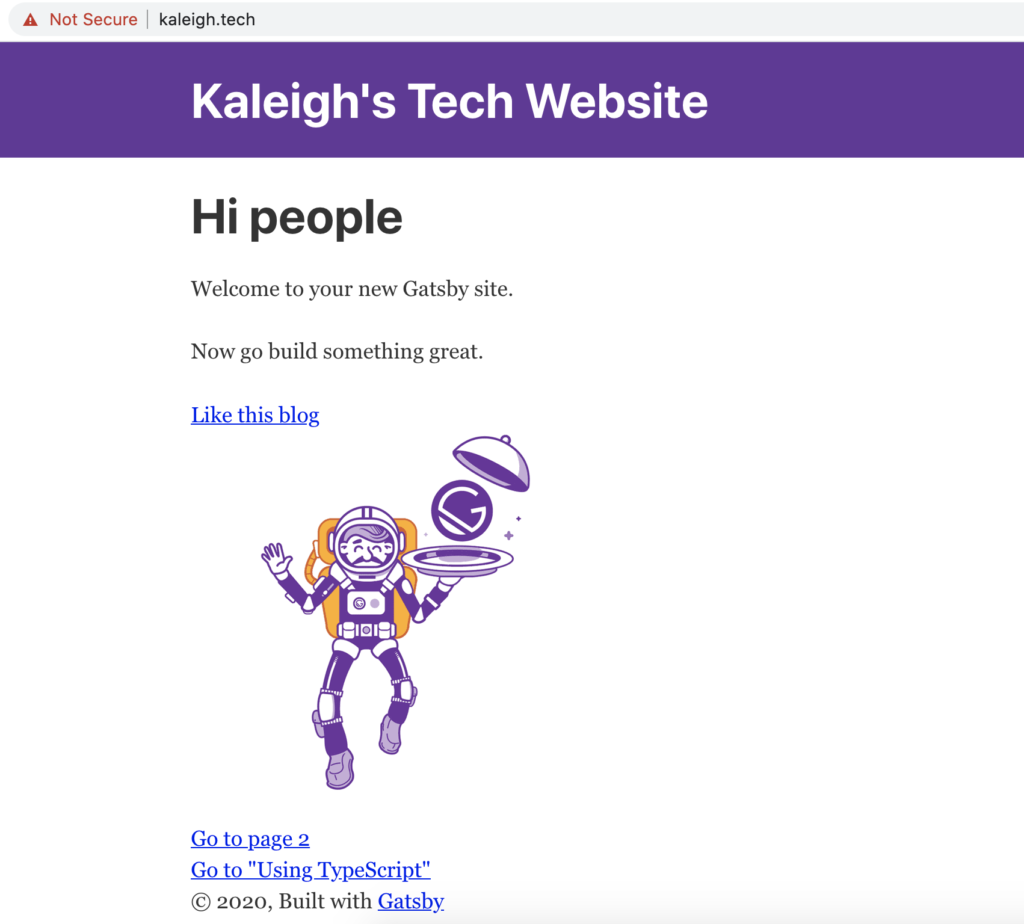 Not Secure | kaleigh.tech
Kaleigh's Tech Website
Hi people
Welcome to your new Gatsby site.
Now go build something great.
Like this blog
Go to page 2
Go to "Using TypeScript"
© 2020, Built with Gatsby